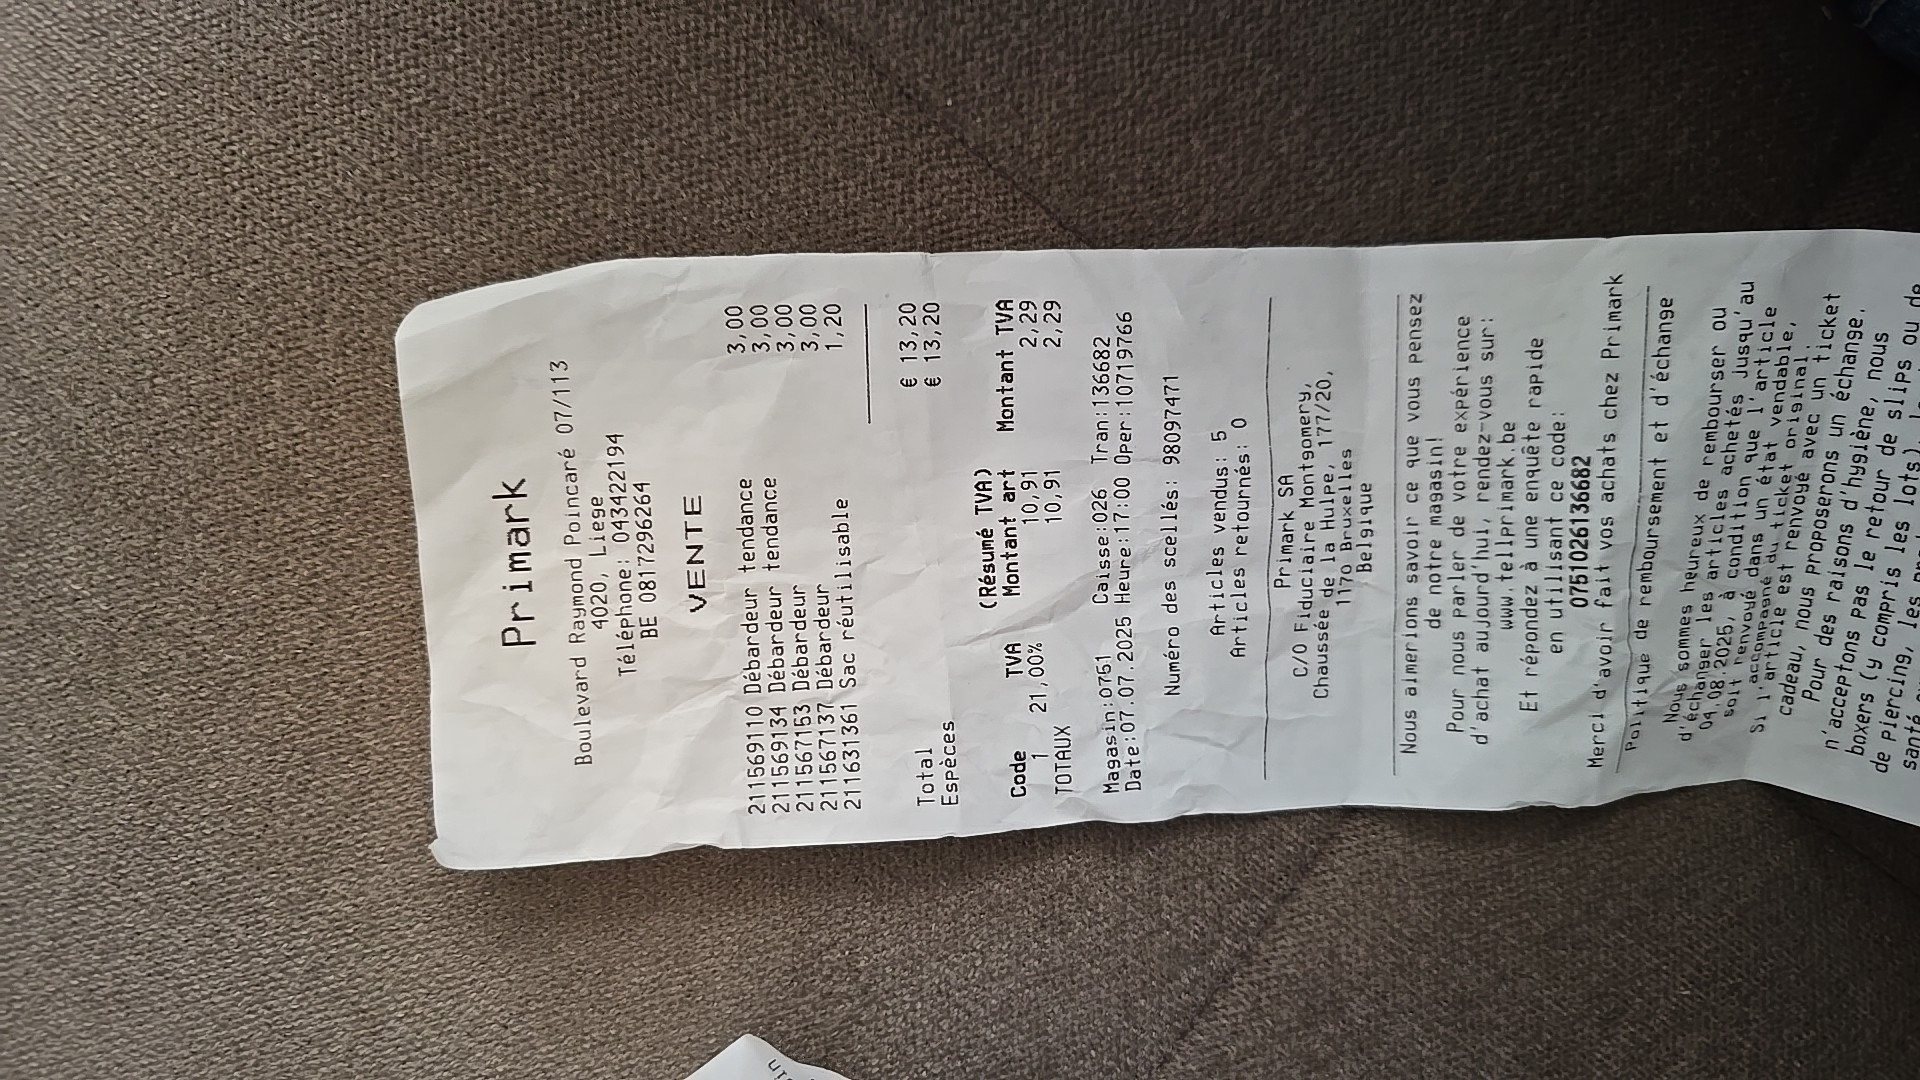 Primark
Boulevard Raymond Poincaré 07/113
4020, Liege
Téléphone: 043422194
BE 0817296264
VENTE
211569110 Débardeur tendance 3,00
211569134 Débardeur tendance 3,00
211567153 Débardeur 3,00
211567137 Débardeur 3,00
211631361 Sac réutilisable 1,20
Total € 13,20
Espèces € 13,20
(Résumé TVA)
Code TVA Montant art Montant TVA
1 21,00% 10,91 2,29
TOTAUX 10,91 2,29
Magasin:0751 Caisse:026 Tran:136682
Date:07.07.2025 Heure:17:00 Oper:10719766
Numéro des scellés: 98097471
Articles vendus: 5
Articles retournés: 0
Primark SA
C/O Fiduciaire Montgomery,
Chaussée de la Hulpe, 177/20,
1170 Bruxelles
Belgique
Nous aimerions savoir ce que vous pensez
de notre magasin!
Pour nous parler de votre expérience
d'achat aujourd'hui, rendez-vous sur:
www.tellprimark.be
Et répondez à une enquête rapide
en utilisant ce code:
075102613668​2
Merci d'avoir fait vos achats chez Primark
Politique de remboursement et d'échange
Nous sommes heureux de rembourser ou
d'échanger les articles achetés jusqu'au
04.08.2025, à condition que l'article
soit renvoyé dans un état vendable,
accompagné du ticket original.
Si l'article est renvoyé avec un ticket
cadeau, nous proposerons un échange.
Pour des raisons d'hygiène, nous
n'acceptons pas le retour de slips ou de
boxers (y compris les lots),
de Piercing, les
santé